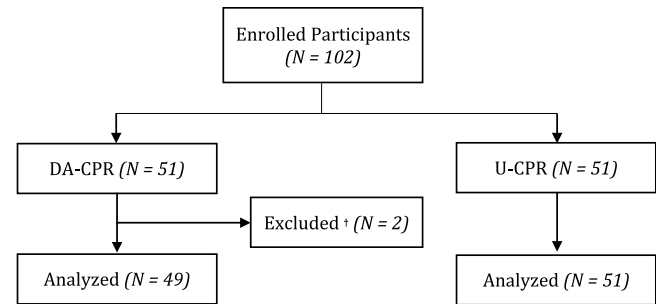 Enrolled Participants
(N = 102)
DA-CPR (N = 51)
U-CPR (N = 51)
Excluded † (N = 2)
Analyzed (N = 49)
Analyzed (N = 51)